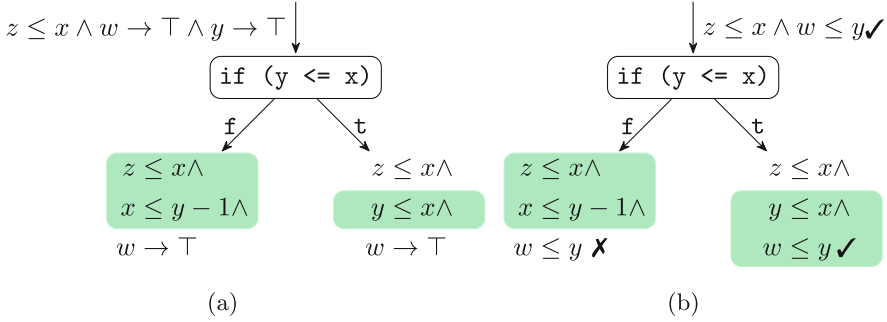 z ≤ x ∧ w → ⊤ ∧ y → ⊤
if (y <= x)
f
t
z ≤ x∧
x ≤ y − 1∧
w → ⊤
z ≤ x∧
y ≤ x∧
w → ⊤
(a)
z ≤ x ∧ w ≤ y✓
if (y <= x)
f
t
z ≤ x∧
x ≤ y − 1∧
w ≤ y ✗
z ≤ x∧
y ≤ x∧
w ≤ y ✓
(b)